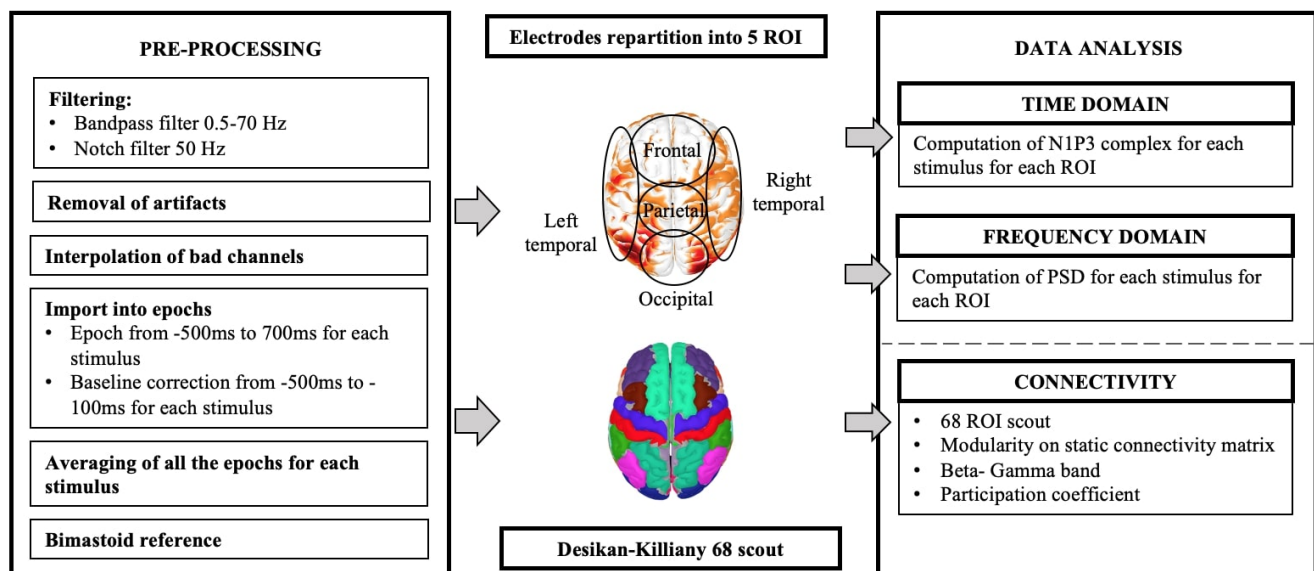 PRE-PROCESSING
Filtering:
• Bandpass filter 0.5-70 Hz
• Notch filter 50 Hz
Removal of artifacts
Interpolation of bad channels
Import into epochs
• Epoch from -500ms to 700ms for each
stimulus
• Baseline correction from -500ms to -
100ms for each stimulus
Averaging of all the epochs for each
stimulus
Bimastoid reference
Electrodes repartition into 5 ROI
Frontal
Parietal
Left
temporal
Right
temporal
Occipital
Desikan-Killiany 68 scout
DATA ANALYSIS
TIME DOMAIN
Computation of N1P3 complex for each
stimulus for each ROI
FREQUENCY DOMAIN
Computation of PSD for each stimulus for
each ROI
CONNECTIVITY
• 68 ROI scout
• Modularity on static connectivity matrix
• Beta- Gamma band
• Participation coefficient